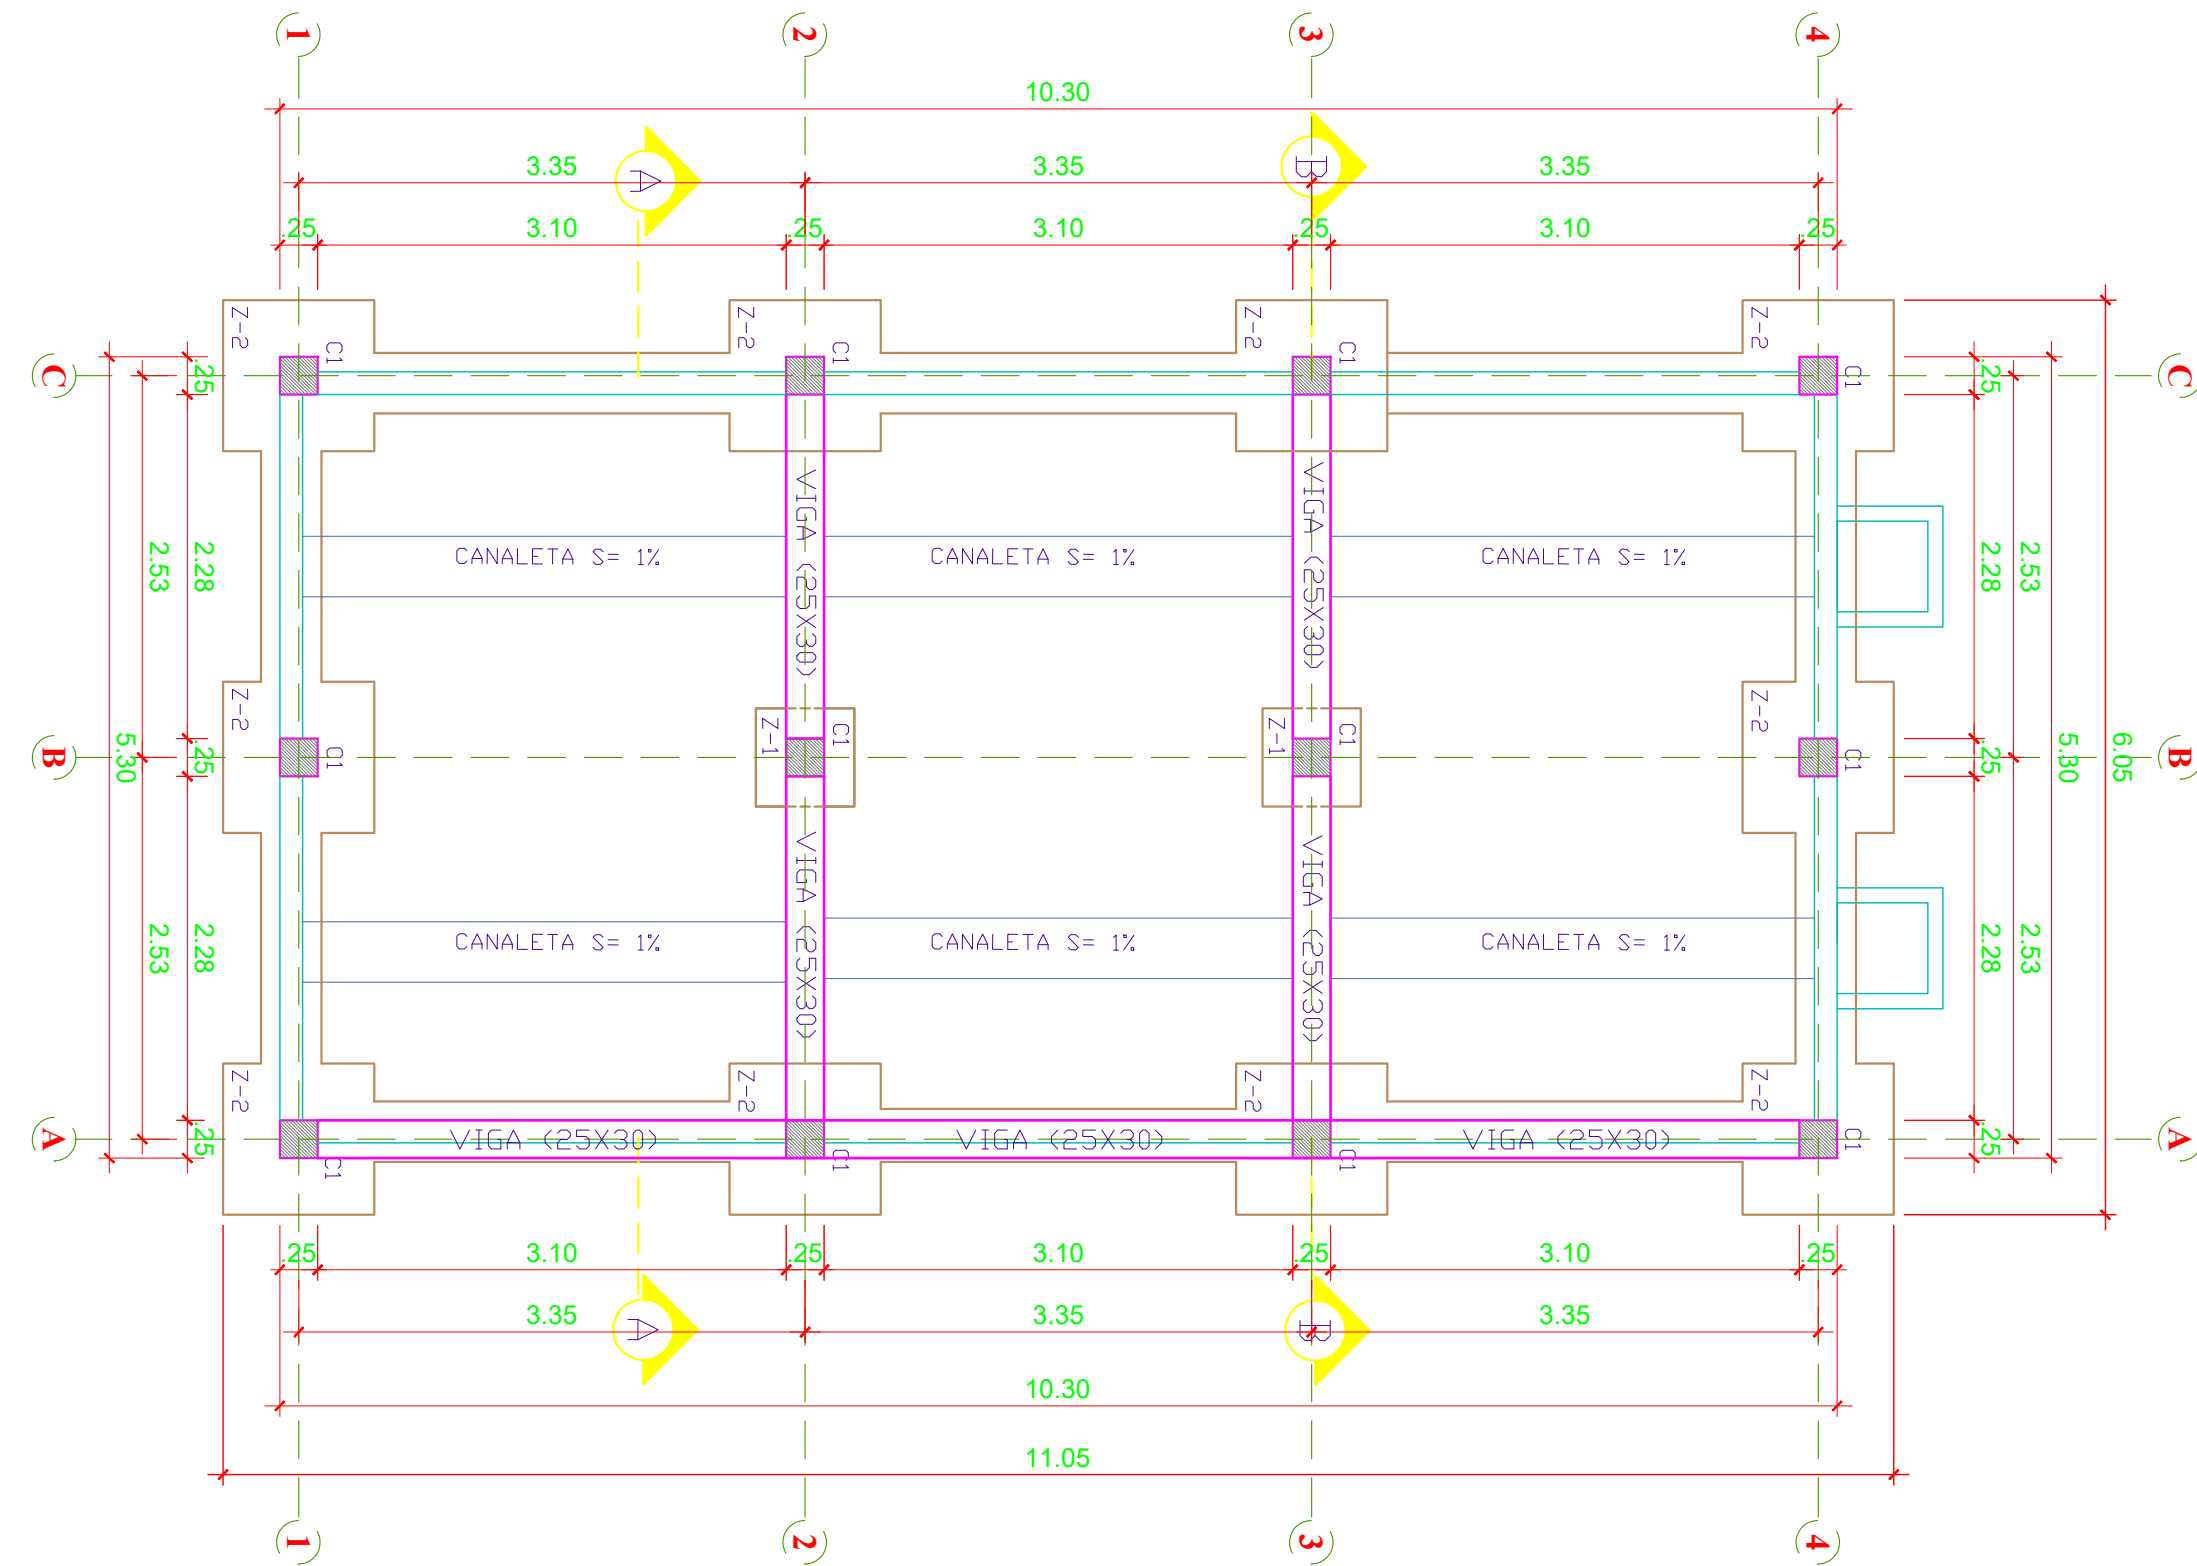 1 2 3 4
10.30
3.35 3.35 3.35
A B
.25 3.10 .25 3.10 .25 3.10 .25
Z-2 Z-2 Z-2 Z-2
C1 C1 C1 C1
C .25 .25 C
VIGA (25X30) VIGA (25X30)
CANALETA S= 1% CANALETA S= 1% CANALETA S= 1%
2.53 2.28 2.28 2.53
Z-2 Z-1 Z-1 Z-2
C1 C1 C1 C1
B 5.30 .25 .25 5.30 6.05 B
VIGA (25X30) VIGA (25X30)
CANALETA S= 1% CANALETA S= 1% CANALETA S= 1%
2.53 2.28 2.28 2.53
Z-2 Z-2 Z-2 Z-2
A .25 VIGA (25X30) VIGA (25X30) VIGA (25X30) .25 A
C1 C1 C1 C1
.25 3.10 .25 3.10 .25 3.10 .25
3.35 3.35 3.35
A B
10.30
11.05
1 2 3 4